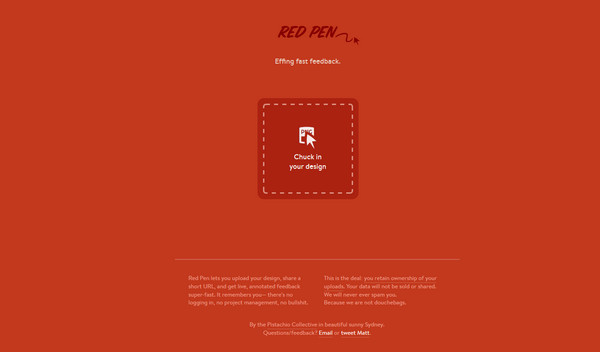 RED PEN
Effing fast feedback.
Chuck in
your design
Red Pen lets you upload your design, share a
short URL, and get live, annotated feedback
super-fast. It remembers you— there's no
logging in, no project management, no bullshit.
This is the deal: you retain ownership of your
uploads. Your data will not be sold or shared.
We will never ever spam you.
Because we are not douchebags.
By the Pistachio Collective in beautiful sunny Sydney.
Questions/feedback? Email or tweet Matt.